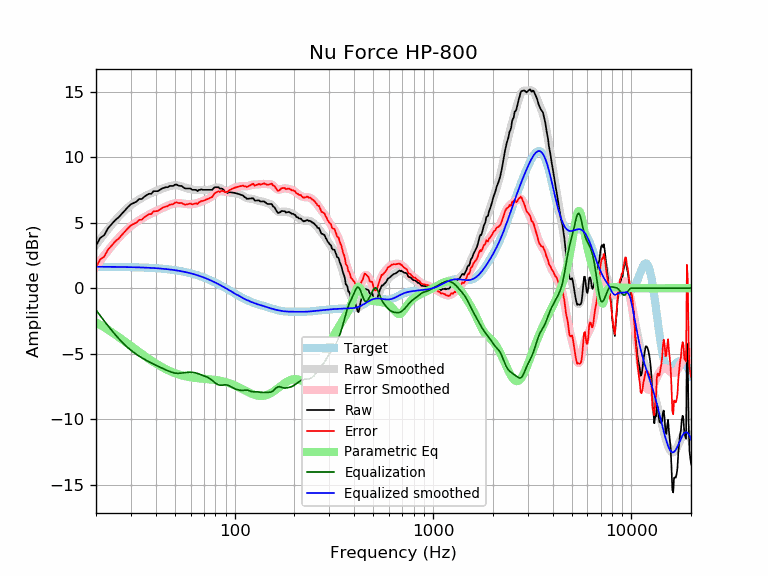 Nu Force HP-800
Amplitude (dBr)
15
10
5
0
−5
−10
−15
Target
Raw Smoothed
Error Smoothed
Raw
Error
Parametric Eq
Equalization
Equalized smoothed
100
1000
10000
Frequency (Hz)